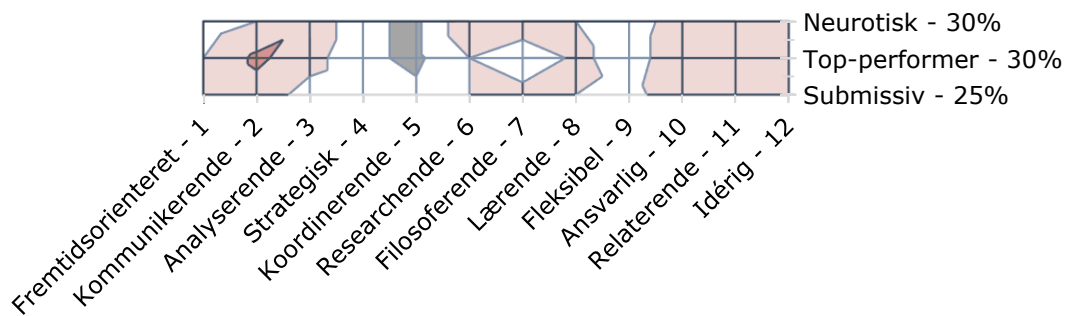 Neurotisk - 30%
Top-performer - 30%
Submissiv - 25%
Fremtidsorienteret - 1
Kommunikerende - 2
Analyserende - 3
Strategisk - 4
Koordinerende - 5
Researchende - 6
Filosoferende - 7
Lærende - 8
Fleksibel - 9
Ansvarlig - 10
Relaterende - 11
Idérig - 12